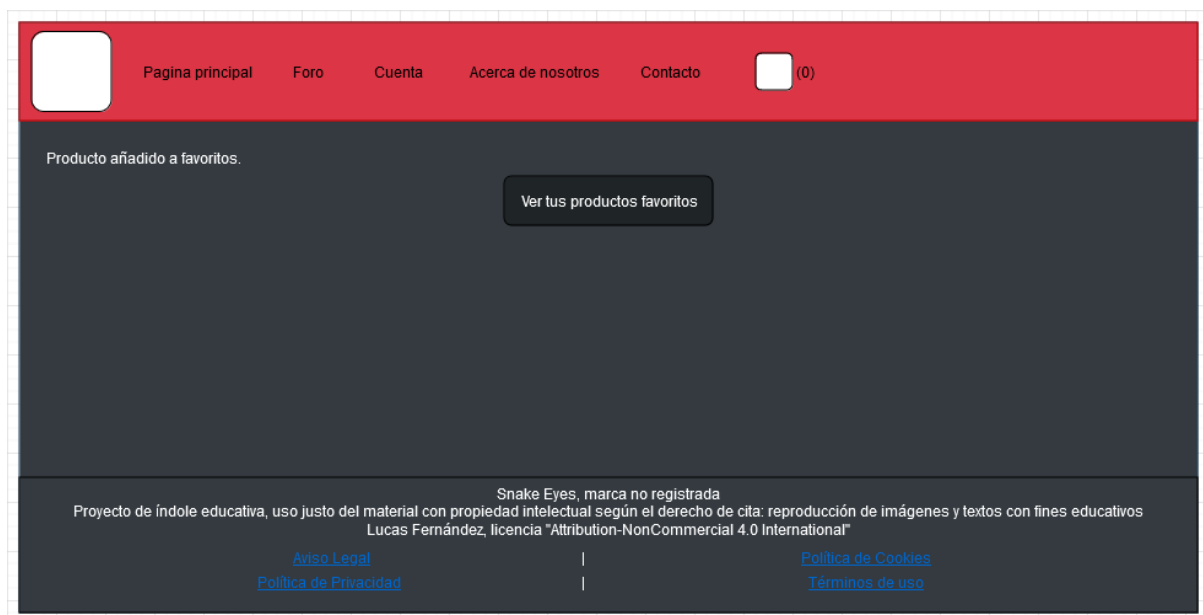 Pagina principal Foro Cuenta Acerca de nosotros Contacto (0)
Producto añadido a favoritos.
Ver tus productos favoritos
Snake Eyes, marca no registrada
Proyecto de índole educativa, uso justo del material con propiedad intelectual según el derecho de cita: reproducción de imágenes y textos con fines educativos
Lucas Fernández, licencia "Attribution-NonCommercial 4.0 International"
Aviso Legal | Política de Cookies
Política de Privacidad | Términos de uso